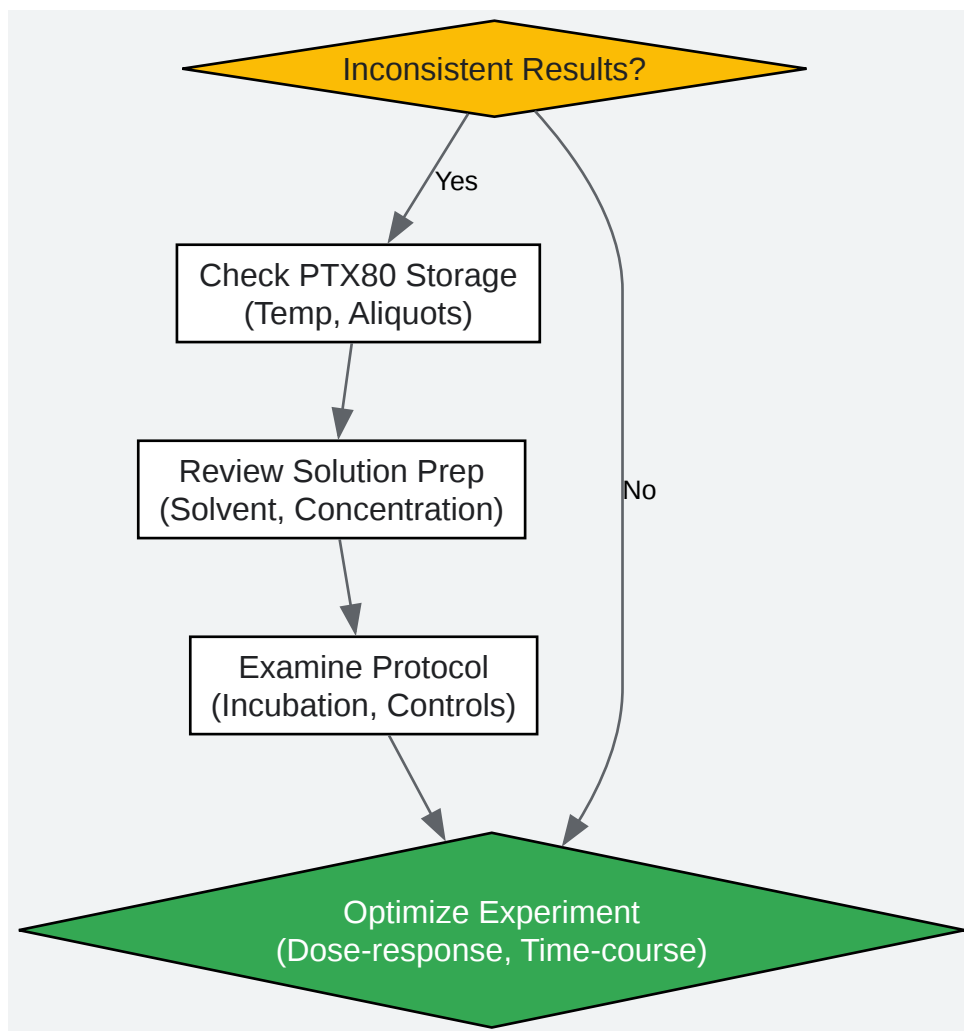 Inconsistent Results?
Yes
Check PTX80 Storage
(Temp, Aliquots)
Review Solution Prep
(Solvent, Concentration)
No
Examine Protocol
(Incubation, Controls)
Optimize Experiment
(Dose-response, Time-course)